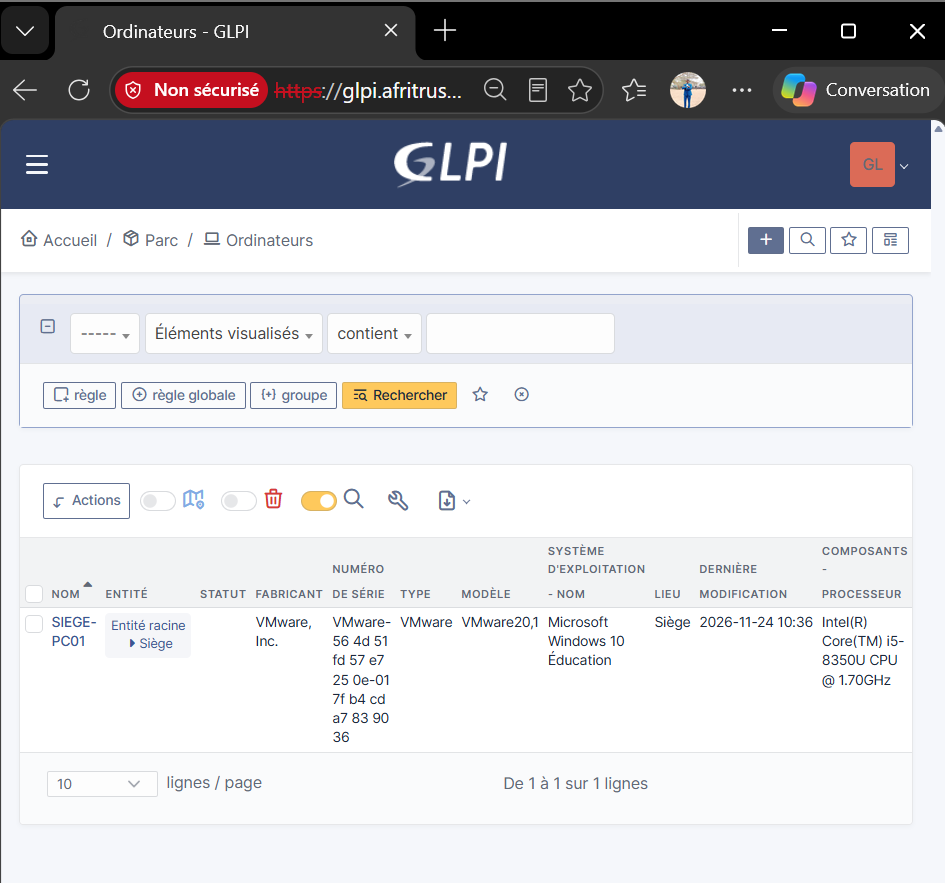 Ordinateurs - GLPI
Non sécurisé https://glpi.afritrus... Conversation
GLPI
GL
Accueil / Parc / Ordinateurs
----- Éléments visualisés contient
règle règle globale (+) groupe Rechercher
Actions
NOM ENTITÉ STATUT FABRICANT NUMÉRO DE SÉRIE TYPE MODÈLE SYSTÈME D'EXPLOITATION - NOM LIEU DERNIÈRE MODIFICATION COMPOSANTS - PROCESSEUR
SIEGE-PC01 Entité racine Siège VMware, Inc. VMware-56 4d 51 fd 57 e7 25 0e-01 7f b4 cd a7 83 90 36 VMware VMware20,1 Microsoft Windows 10 Éducation Siège 2026-11-24 10:36 Intel(R) Core(TM) i5-8350U CPU @ 1.70GHz
10 lignes / page De 1 à 1 sur 1 lignes